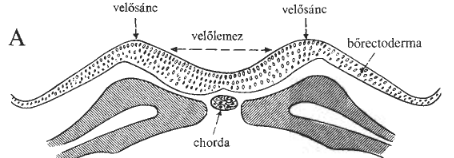 velősánc velősánc
A velőlemez
bőrectoderma
chorda